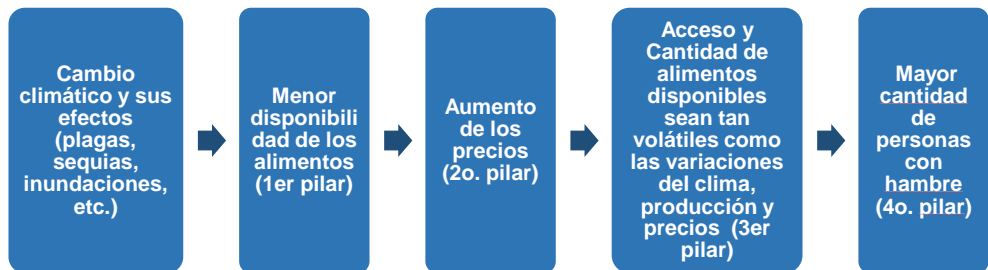 Cambio
climático y sus
efectos
(plagas,
sequias,
inundaciones,
etc.)
Menor
disponibili
dad de los
alimentos
(1er pilar)
Aumento
de los
precios
(2o. pilar)
Acceso y
Cantidad de
alimentos
disponibles
sean tan
volátiles como
las variaciones
del clima,
producción y
precios (3er
pilar)
Mayor
cantidad
de
personas
con
hambre
(4o. pilar)